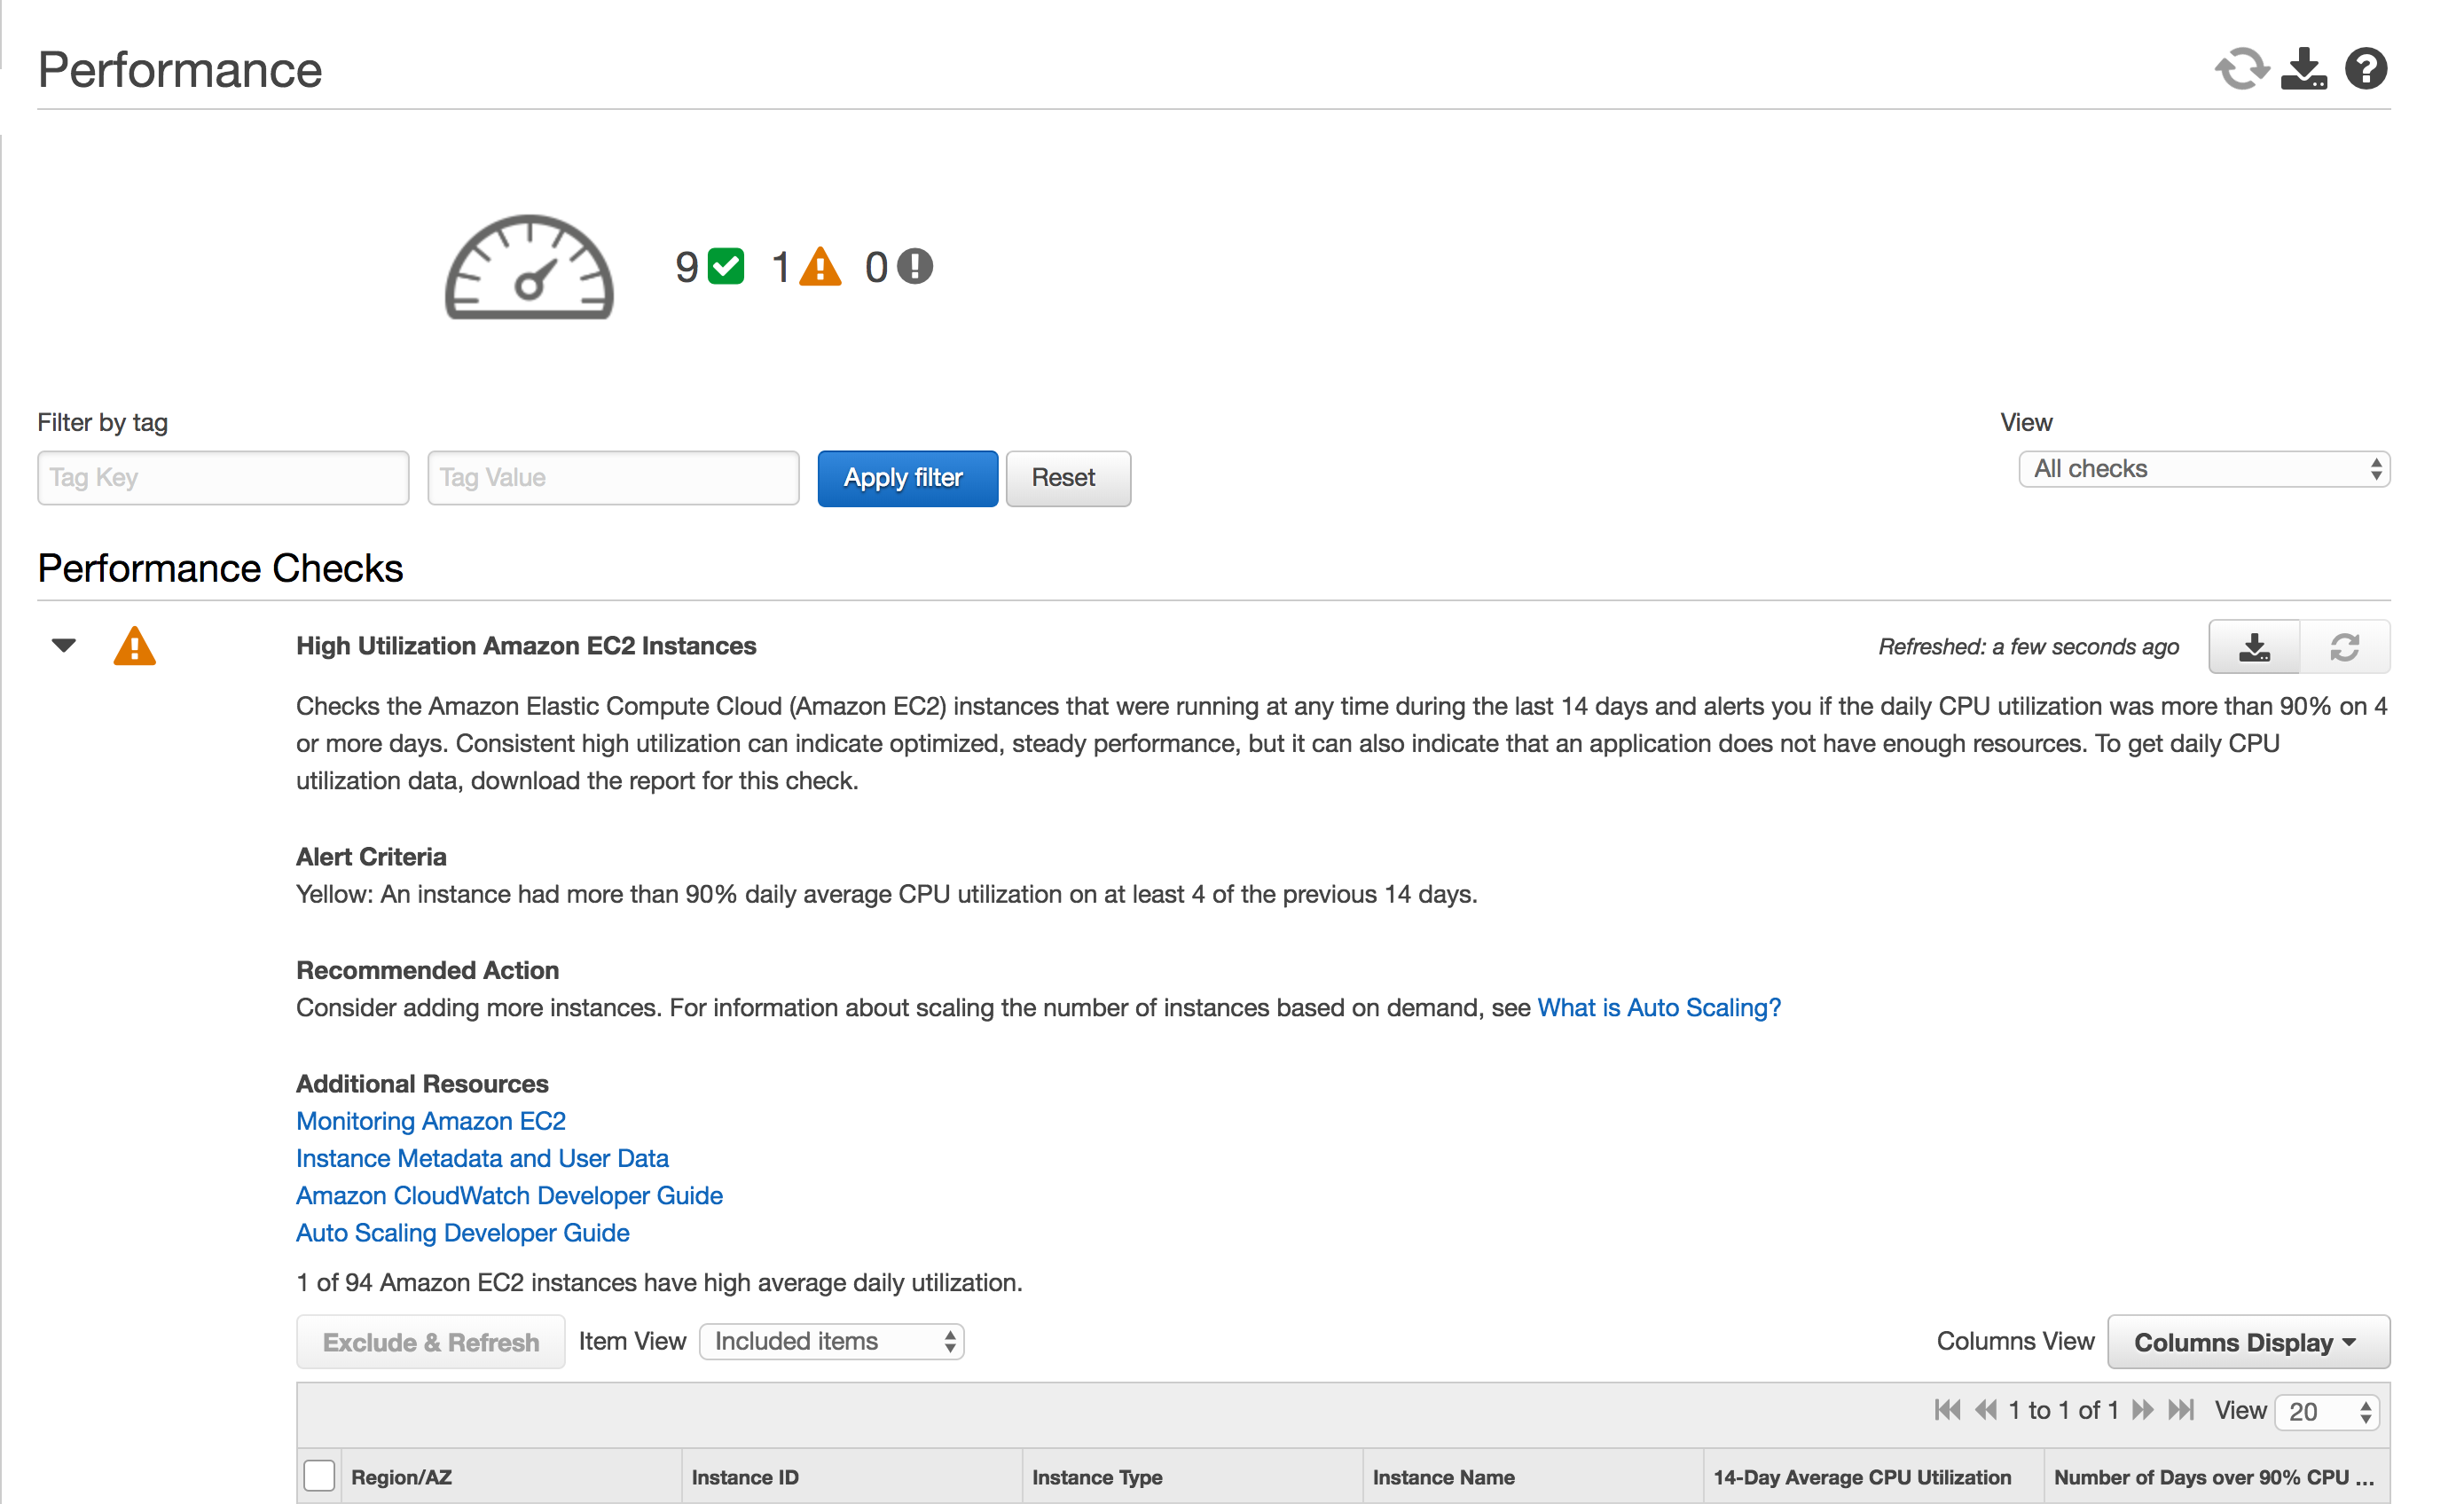 Performance
9 1 0
Filter by tag
View
Tag Key Tag Value Apply filter Reset All checks
Performance Checks
High Utilization Amazon EC2 Instances Refreshed: a few seconds ago
Checks the Amazon Elastic Compute Cloud (Amazon EC2) instances that were running at any time during the last 14 days and alerts you if the daily CPU utilization was more than 90% on 4
or more days. Consistent high utilization can indicate optimized, steady performance, but it can also indicate that an application does not have enough resources. To get daily CPU
utilization data, download the report for this check.
Alert Criteria
Yellow: An instance had more than 90% daily average CPU utilization on at least 4 of the previous 14 days.
Recommended Action
Consider adding more instances. For information about scaling the number of instances based on demand, see What is Auto Scaling?
Additional Resources
Monitoring Amazon EC2
Instance Metadata and User Data
Amazon CloudWatch Developer Guide
Auto Scaling Developer Guide
1 of 94 Amazon EC2 instances have high average daily utilization.
Exclude & Refresh Item View Included items Columns View Columns Display
1 to 1 of 1 View 20
Region/AZ Instance ID Instance Type Instance Name 14-Day Average CPU Utilization Number of Days over 90% CPU ...